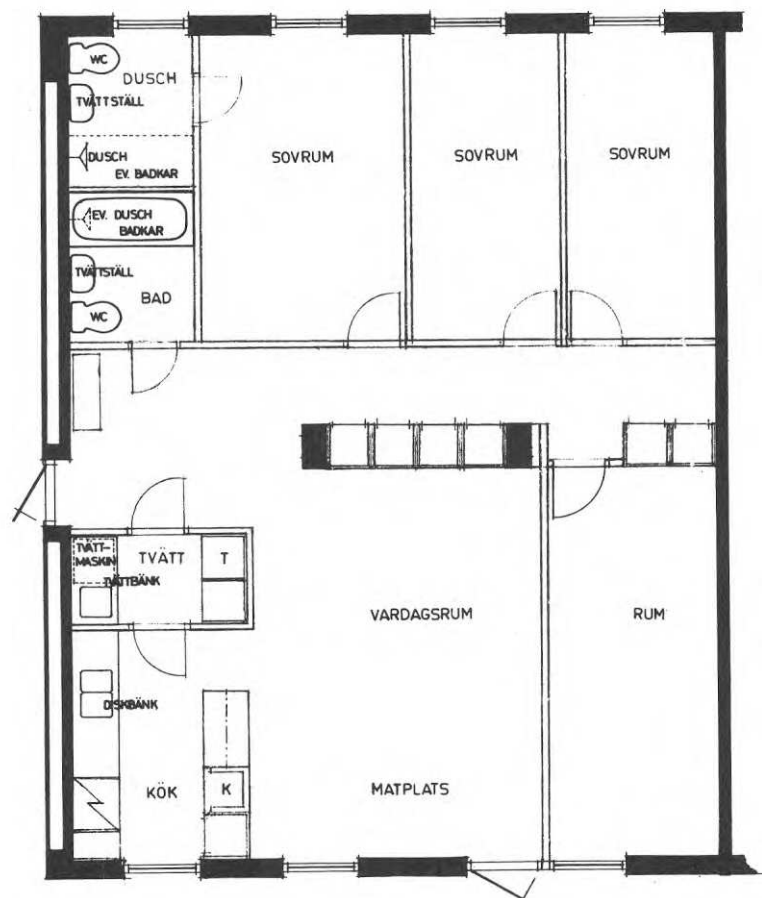 WC
DUSCH
TVÄTTSTÄLL
DUSCH
EV. BADKAR
SOVRUM
SOVRUM
SOVRUM
EV. DUSCH
BADKAR
TVÄTTSTÄLL
BAD
WC
TVÄTT-
MASKIN
TVÄTT
T
TVÄTTBÄNK
VARDAGSRUM
RUM
DISKBÄNK
KÖK
K
MATPLATS